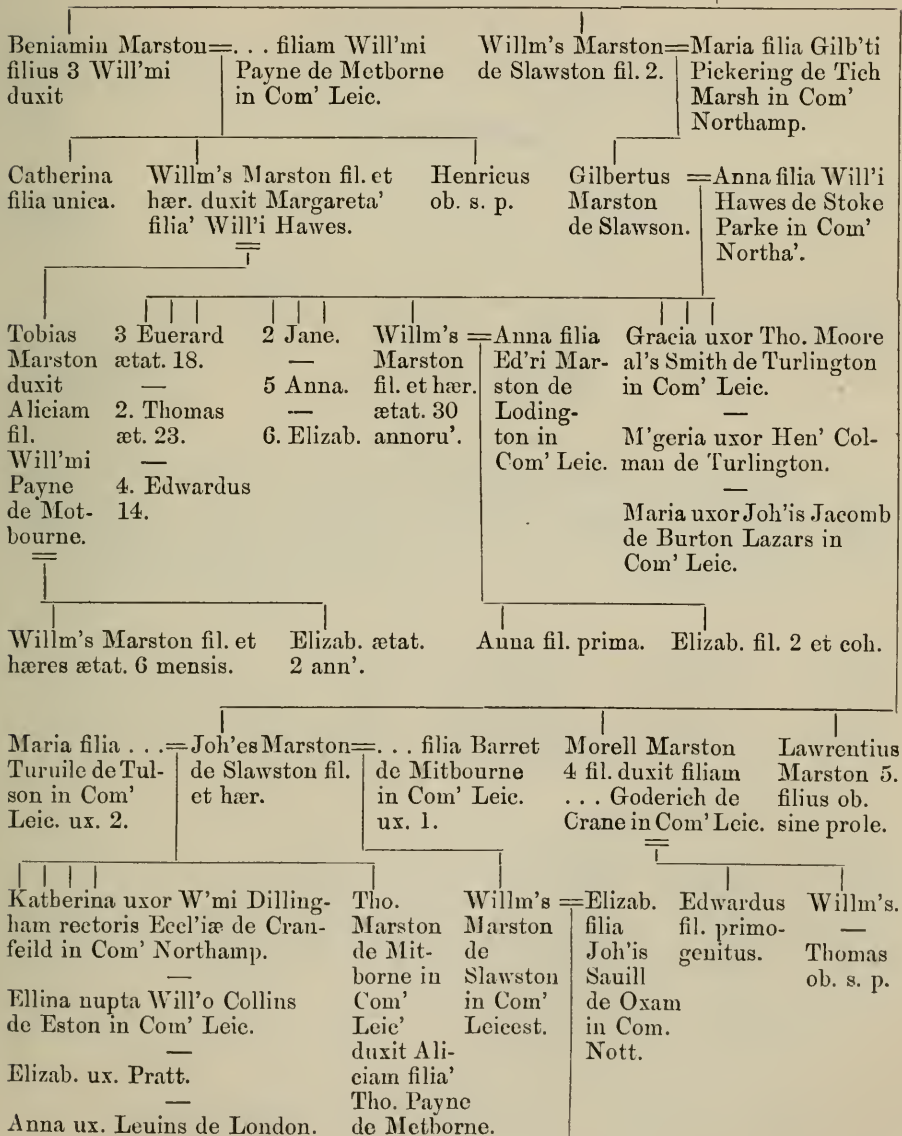 Beniamin Marston=. . . filiam Will'mi
filius 3 Will'mi Payne de Metborne
duxit in Com' Leic.
Willm's Marston=Maria filia Gilb'ti
de Slawston fil. 2. Pickering de Tich
Marsh in Com'
Northamp.
Catherina
filia unica.
Willm's Marston fil. et
hær. duxit Margareta'
filia' Will'i Hawes.
Henricus
ob. s. p.
Gilbertus =Anna filia Will'i
Marston Hawes de Stoke
de Slawson. Parke in Com'
Northa'.
Tobias
Marston
duxit
Aliciam
fil.
Will'mi
Payne
de Mot-
bourne.
3 Euerard
ætat. 18.
—
2. Thomas
æt. 23.
—
4. Edwardus
14.
2 Jane.
—
5 Anna.
—
6. Elizab.
Willm's =Anna filia
Marston Ed'ri Mar-
fil. et hær. ston de
ætat. 30 Loding-
annoru'. ton in
Com' Leic.
Gracia uxor Tho. Moore
al's Smith de Turlington
in Com' Leic.
—
M'geria uxor Hen' Col-
man de Turlington.
—
Maria uxor Joh'is Jacomb
de Burton Lazars in
Com' Leic.
Willm's Marston fil. et
hæres ætat. 6 mensis.
Elizab. ætat.
2 ann'.
Anna fil. prima.
Elizab. fil. 2 et coh.
Maria filia . . .=Joh'es Marston=. . . filia Barret
Turuile de Tul- de Slawston fil. de Mitbourne
son in Com' et hær. in Com' Leic.
Leic. ux. 2. ux. 1.
Morell Marston
4 fil. duxit filiam
. . . Goderich de
Crane in Com' Leic.
Lawrentius
Marston 5.
filius ob.
sine prole.
Katherina uxor W'mi Dilling-
ham rectoris Eccl'iæ de Cran-
feild in Com' Northamp.
—
Ellina nupta Will'o Collins
de Eston in Com' Leic.
—
Elizab. ux. Pratt.
—
Anna ux. Leuins de London.
Tho.
Marston
de Mit-
borne in
Com'
Leic'
duxit Ali-
ciam filia'
Tho. Payne
de Metborne.
Willm's =Elizab.
Marston filia
de Joh'is
Slawston Sauill
in Com' de Oxam
Leicest. in Com.
Nott.
Edwardus
fil. primo-
genitus.
Willm's.
—
Thomas
ob. s. p.